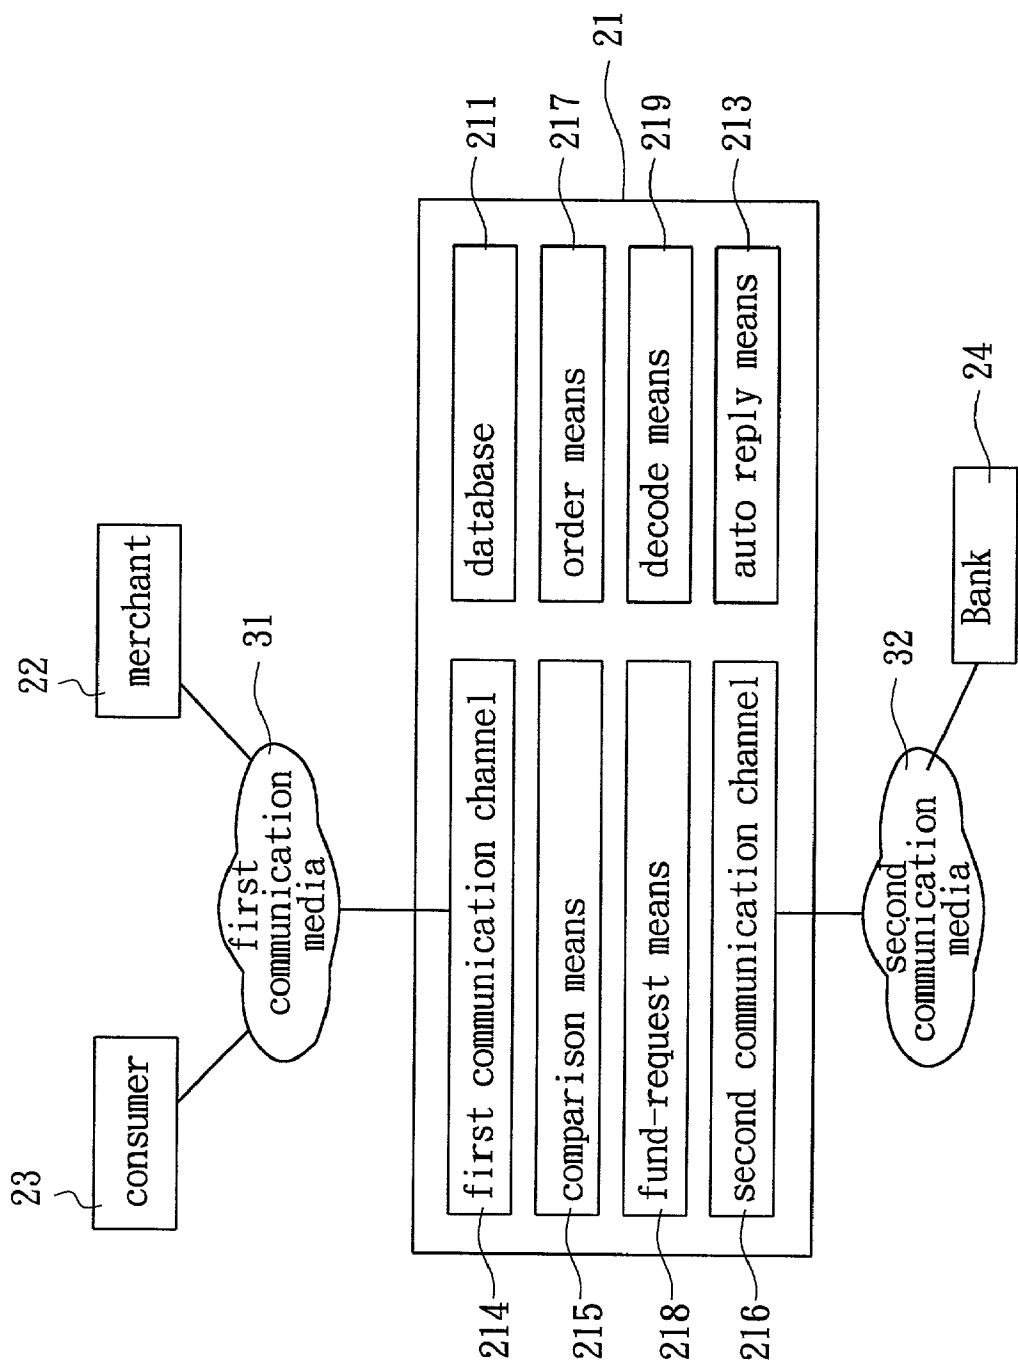 23
consumer
22
merchant
first
communication
media
31
21
214
first communication channel
database
211
215
comparison means
order means
217
218
fund-request means
decode means
219
216
second communication channel
auto reply means
213
second
communication
media
32
Bank
24